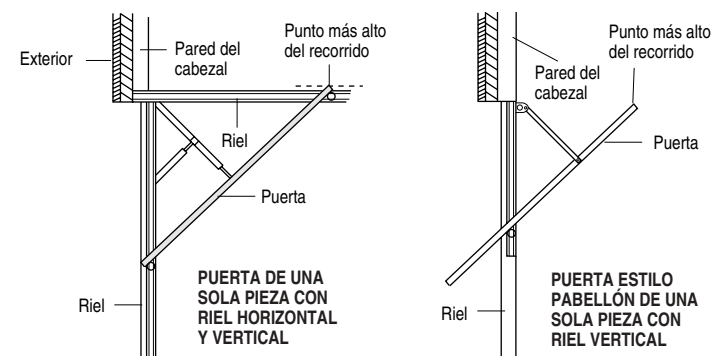 Exterior
Pared del
cabezal
Punto más alto
del recorrido
Riel
Puerta
Riel
PUERTA DE UNA
SOLA PIEZA CON
RIEL HORIZONTAL
Y VERTICAL
Pared del
cabezal
Punto más alto
del recorrido
Puerta
Riel
PUERTA ESTILO
PABELLÓN DE UNA
SOLA PIEZA CON
RIEL VERTICAL